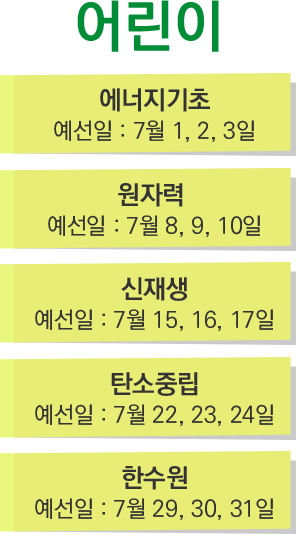 어린이
에너지기초
예선일 : 7월 1, 2, 3일
원자력
예선일 : 7월 8, 9, 10일
신재생
예선일 : 7월 15, 16, 17일
탄소중립
예선일 : 7월 22, 23, 24일
한수원
예선일 : 7월 29, 30, 31일